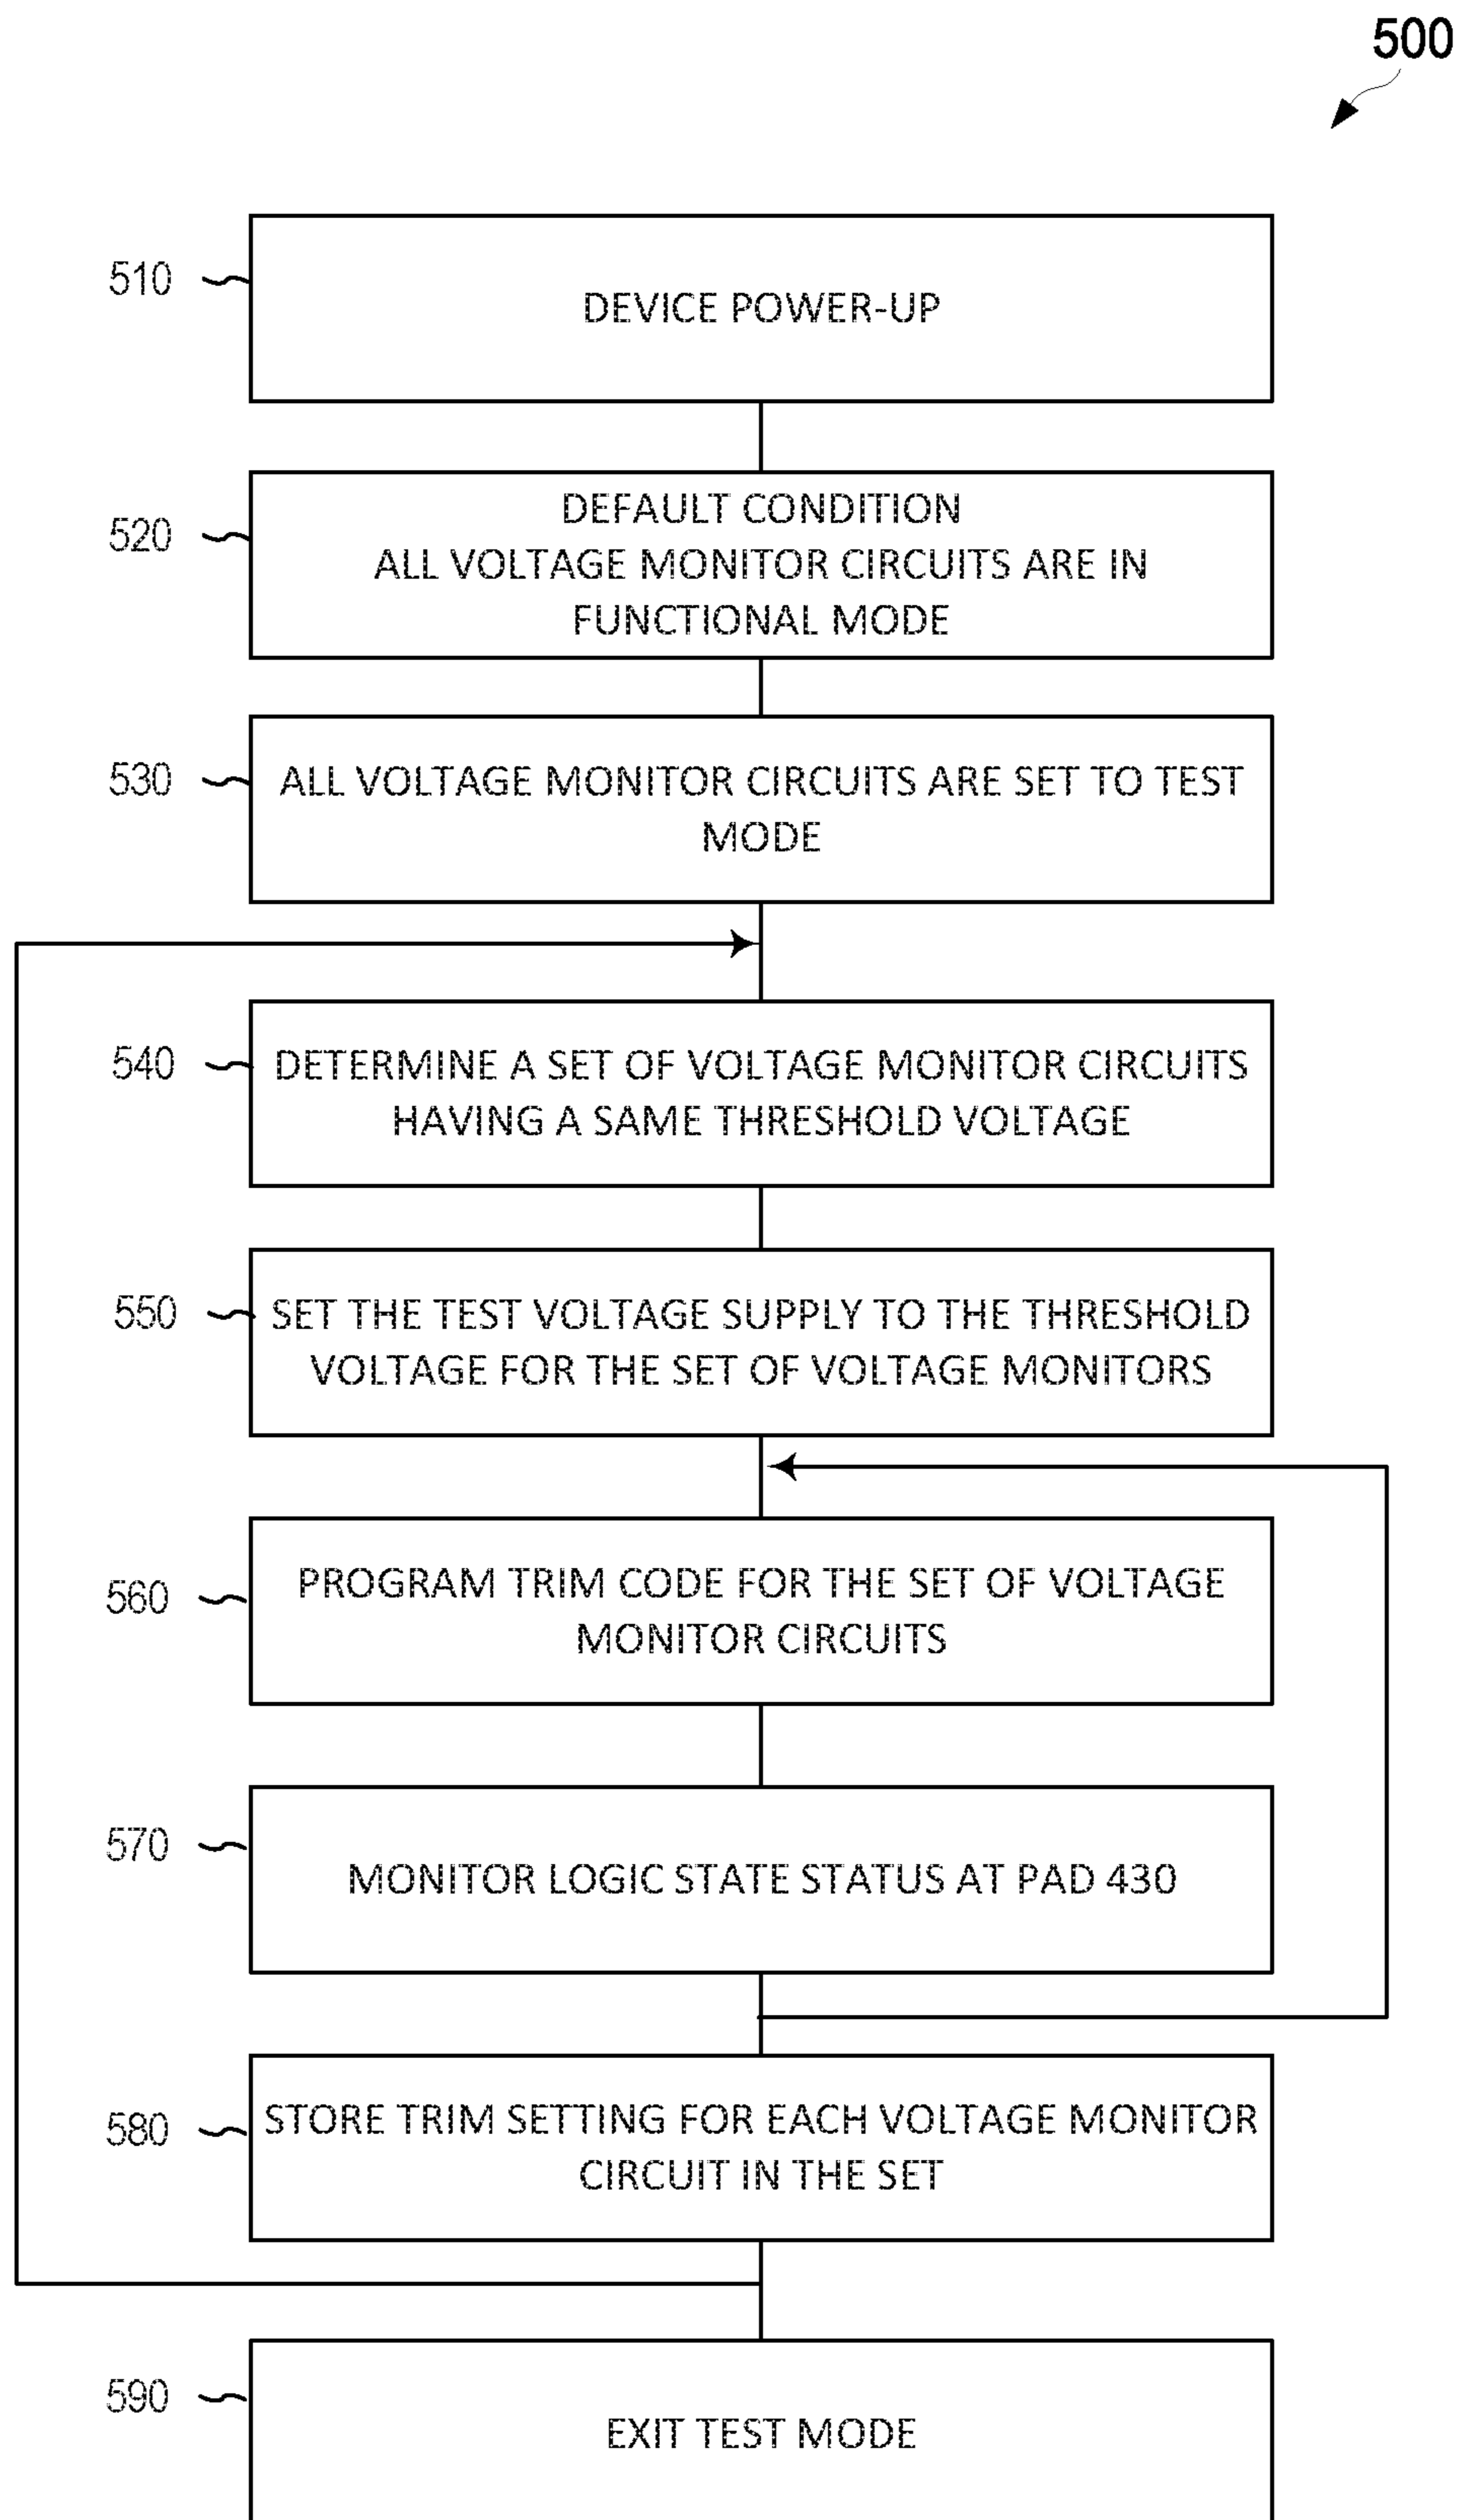 500
510
DEVICE POWER-UP
520
DEFAULT CONDITION
ALL VOLTAGE MONITOR CIRCUITS ARE IN
FUNCTIONAL MODE
530
ALL VOLTAGE MONITOR CIRCUITS ARE SET TO TEST
MODE
540
DETERMINE A SET OF VOLTAGE MONITOR CIRCUITS
HAVING A SAME THRESHOLD VOLTAGE
550
SET THE TEST VOLTAGE SUPPLY TO THE THRESHOLD
VOLTAGE FOR THE SET OF VOLTAGE MONITORS
560
PROGRAM TRIM CODE FOR THE SET OF VOLTAGE
MONITOR CIRCUITS
570
MONITOR LOGIC STATE STATUS AT PAD 430
580
STORE TRIM SETTING FOR EACH VOLTAGE MONITOR
CIRCUIT IN THE SET
590
EXIT TEST MODE